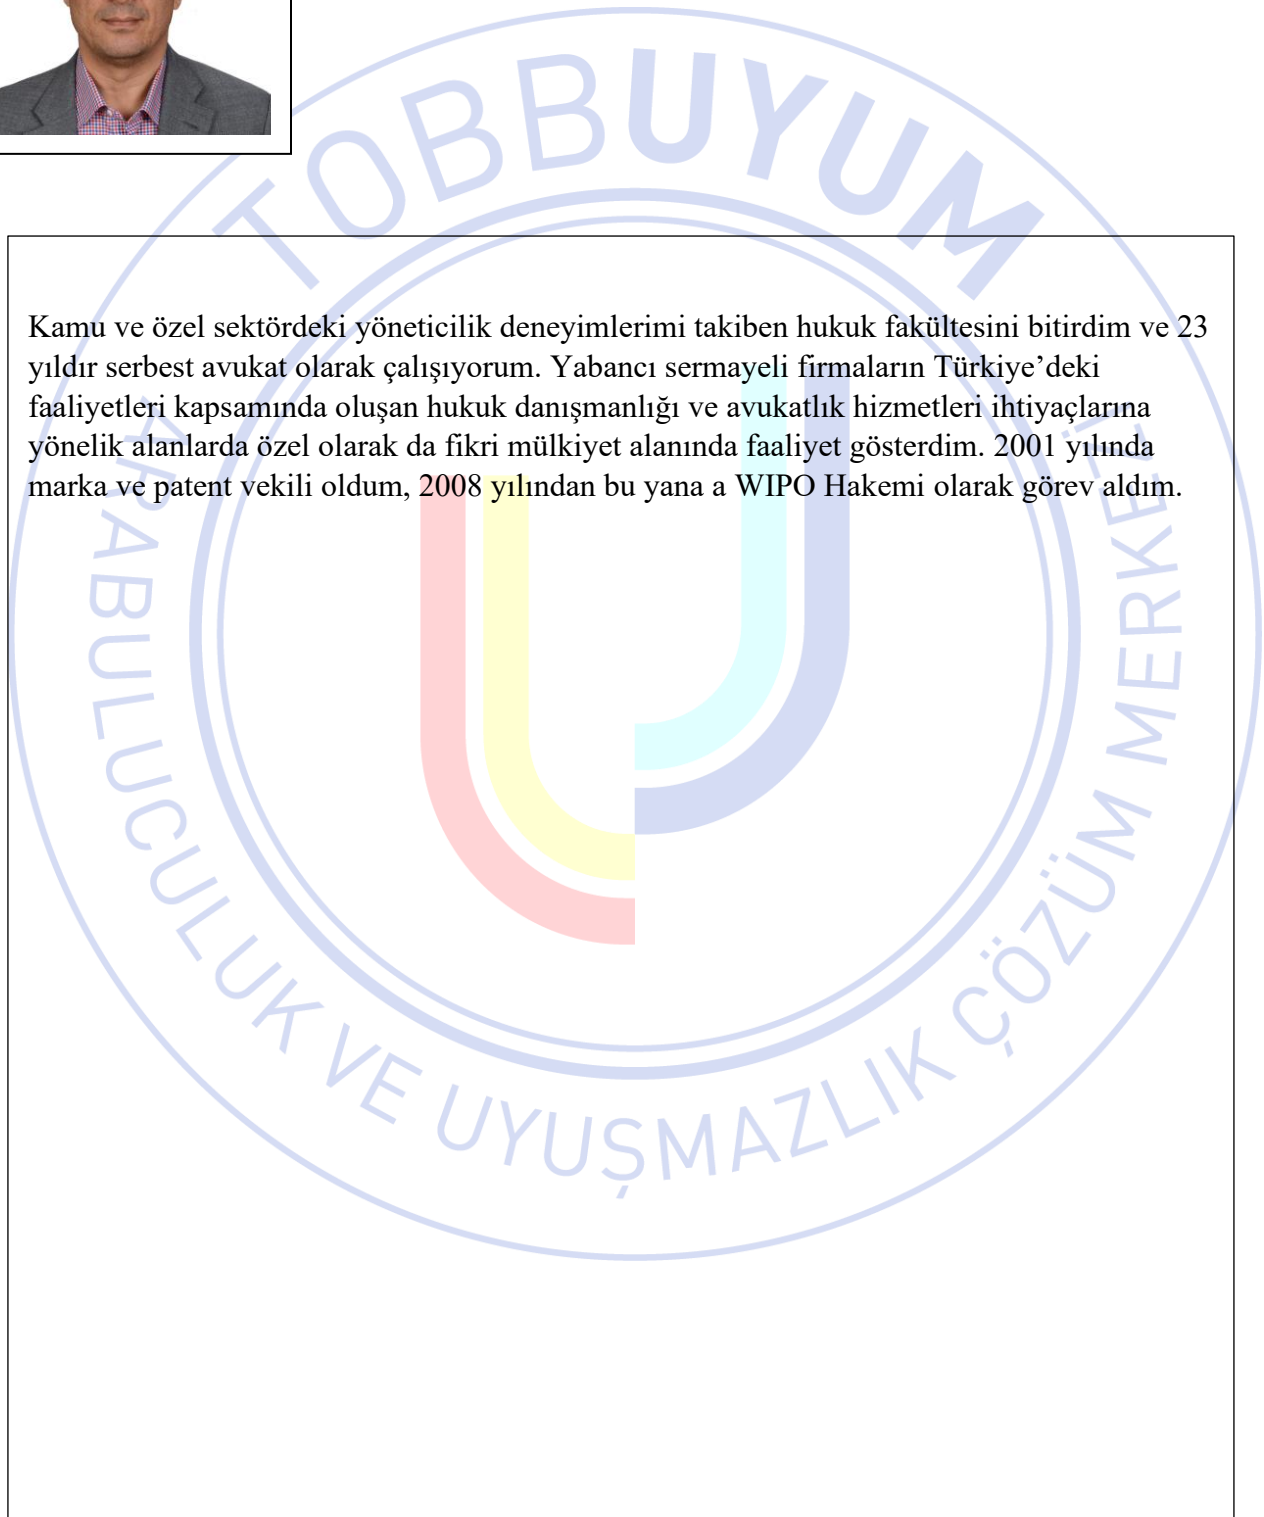 TOBBUYUM
Kamu ve özel sektördeki yöneticilik deneyimlerimi takiben hukuk fakültesini bitirdim ve 23
yıldır serbest avukat olarak çalışıyorum. Yabancı sermayeli firmaların Türkiye’deki
faaliyetleri kapsamında oluşan hukuk danışmanlığı ve avukatlık hizmetleri ihtiyaçlarına
yönelik alanlarda özel olarak da fikri mülkiyet alanında faaliyet gösterdim. 2001 yılında
marka ve patent vekili oldum, 2008 yılından bu yana a WIPO Hakemi olarak görev aldım.
ARABULUCULUK VE UYUŞMAZLIK ÇÖZÜM MERKEZİ